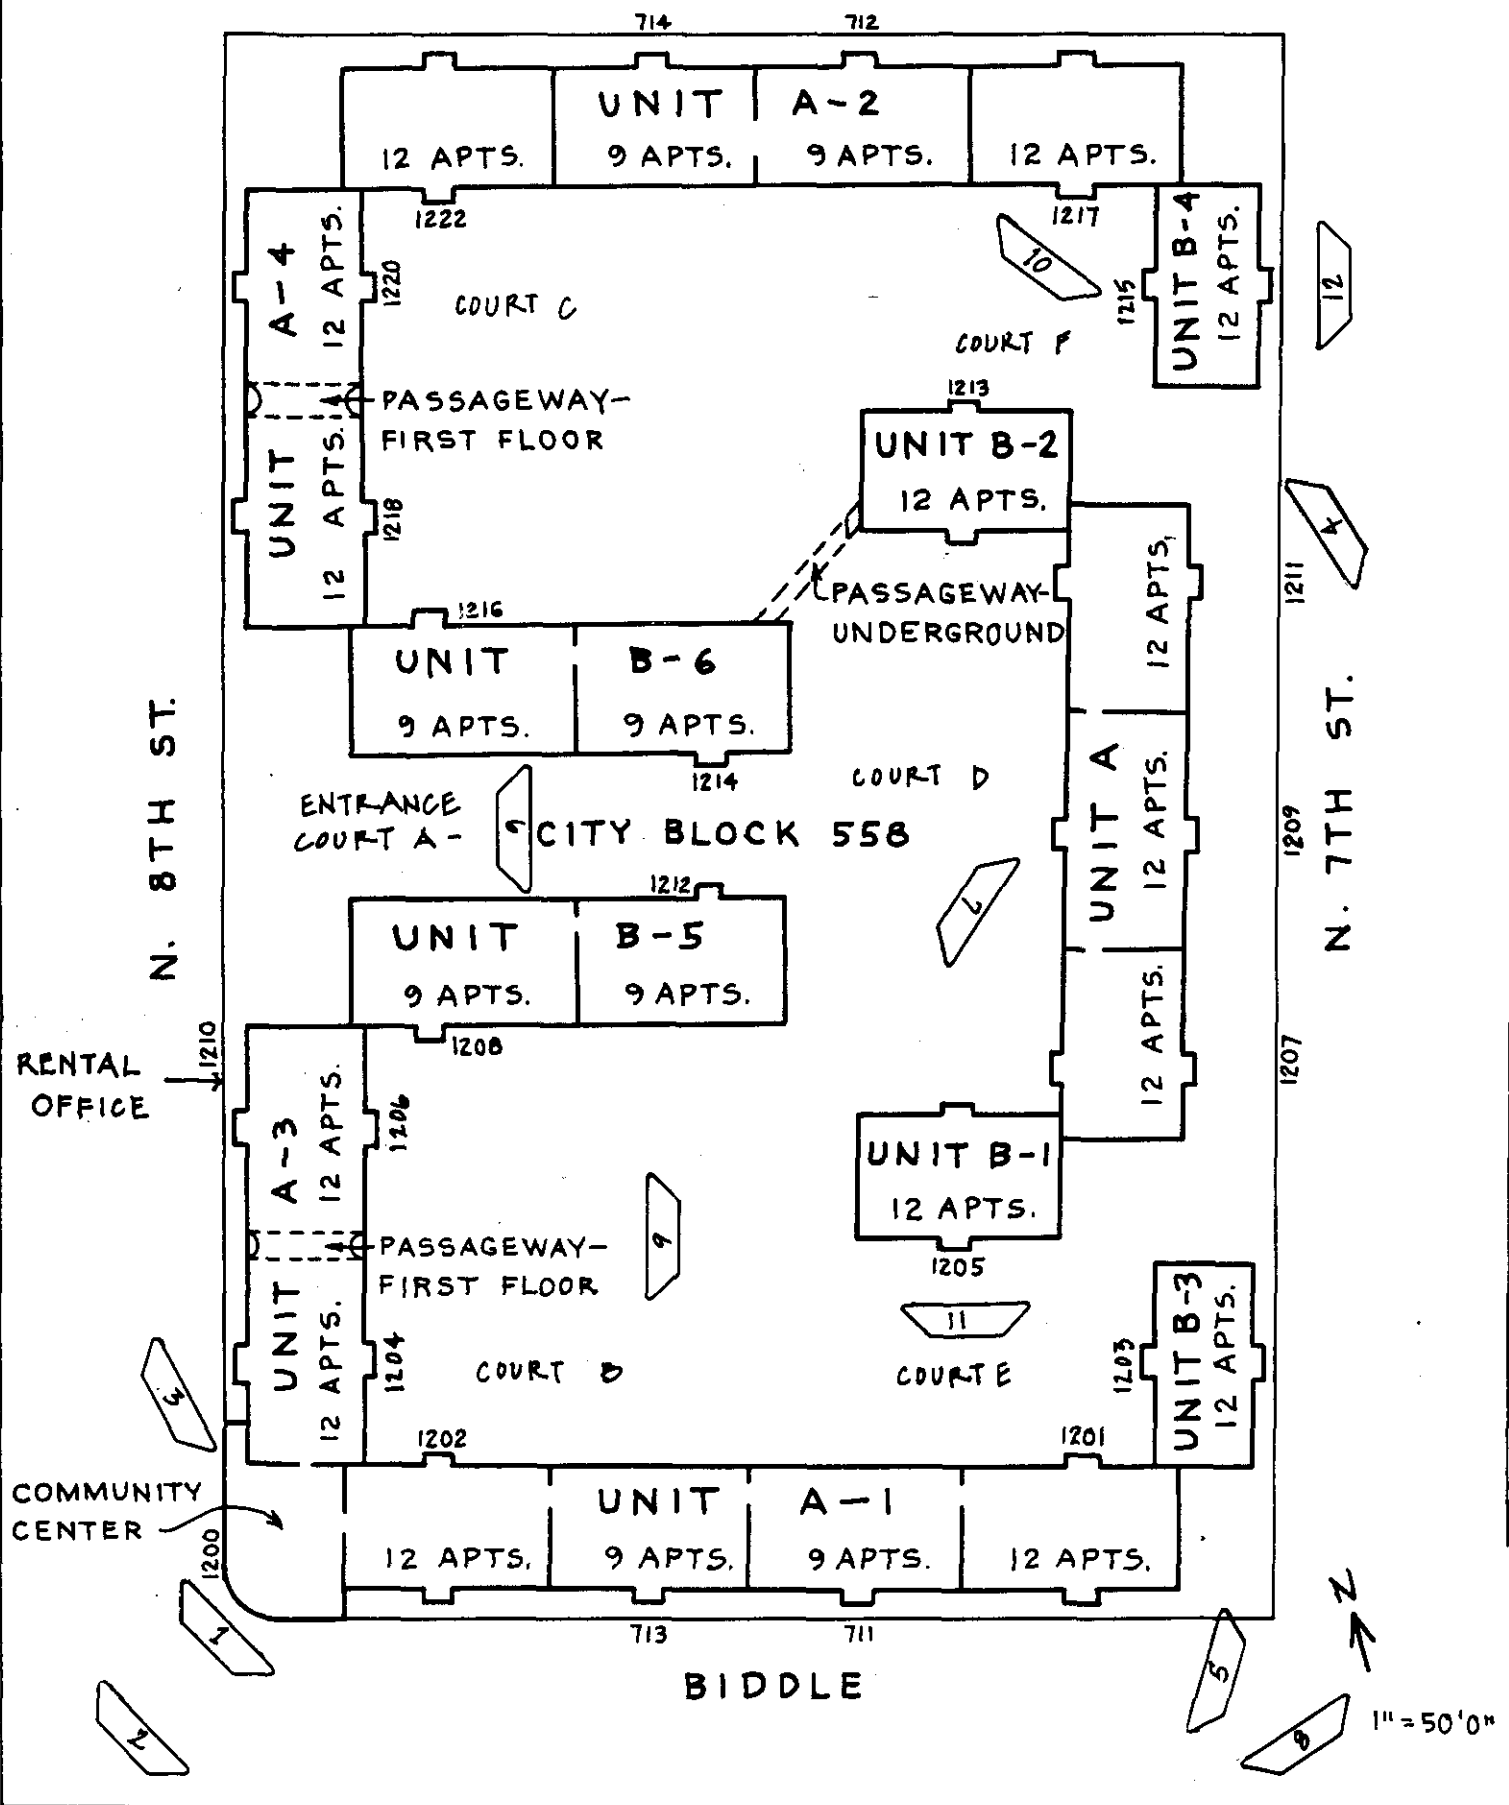 714
712
UNIT A-2
12 APTS.
9 APTS.
9 APTS.
12 APTS.
1222
1217
UNIT A-4
12 APTS.
12 APTS.
1220
1218
COURT C
10
COURT F
1215
UNIT B-4
12 APTS.
12
PASSAGEWAY-
FIRST FLOOR
1213
UNIT B-2
12 APTS.
4
1211
PASSAGEWAY-
UNDERGROUND
1216
UNIT B-6
9 APTS.
9 APTS.
1214
12 APTS,
UNIT A
12 APTS.
12 APTS.
COURT D
N. 8TH ST.
N. 7TH ST.
ENTRANCE
COURT A-
6
CITY BLOCK 558
1209
1212
7
UNIT B-5
9 APTS.
9 APTS.
1208
1210
RENTAL
OFFICE
1207
UNIT A-3
12 APTS.
12 APTS.
1206
1204
UNIT B-1
12 APTS.
1205
9
PASSAGEWAY-
FIRST FLOOR
11
3
COURT B
COURT E
1203
UNIT B-3
12 APTS.
1202
1201
COMMUNITY
CENTER
1200
UNIT A-1
12 APTS.
9 APTS.
9 APTS.
12 APTS.
1
713
711
BIDDLE
N
5
2
8
1"=50'0"